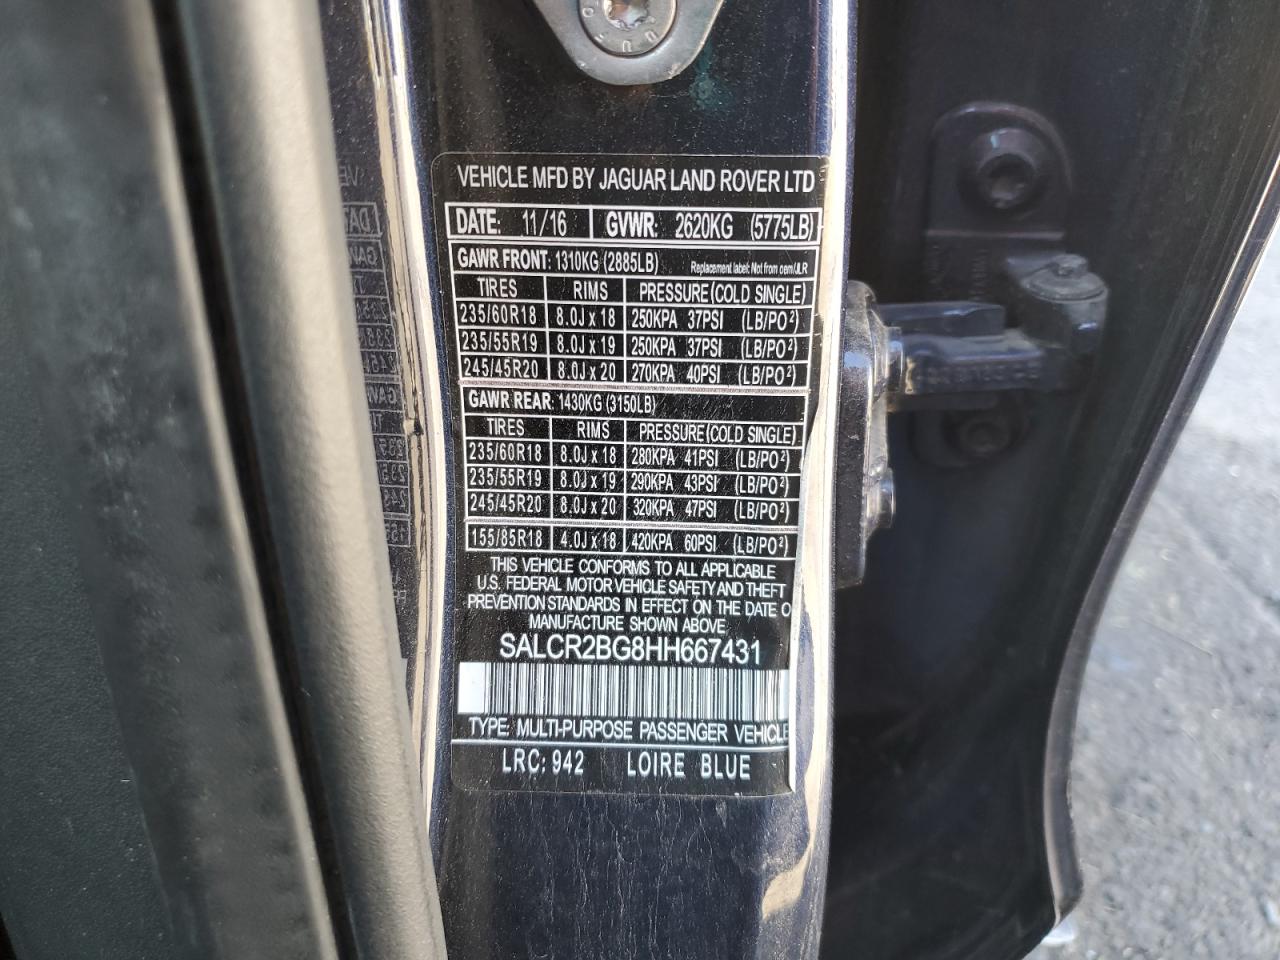 VEHICLE MFD BY JAGUAR LAND ROVER LTD
DATE: 11/16 GVWR: 2620KG (5775LB)
GAWR FRONT: 1310KG (2885LB) Replacement label: Not from oem/JLR
TIRES RIMS PRESSURE (COLD SINGLE)
235/60R18 8.0J x 18 250KPA 37PSI (LB/PO²)
235/55R19 8.0J x 19 250KPA 37PSI (LB/PO²)
245/45R20 8.0J x 20 270KPA 40PSI (LB/PO²)
GAWR REAR: 1430KG (3150LB)
TIRES RIMS PRESSURE (COLD SINGLE)
235/60R18 8.0J x 18 280KPA 41PSI (LB/PO²)
235/55R19 8.0J x 19 290KPA 43PSI (LB/PO²)
245/45R20 8.0J x 20 320KPA 47PSI (LB/PO²)
155/85R18 4.0J x 18 420KPA 60PSI (LB/PO²)
THIS VEHICLE CONFORMS TO ALL APPLICABLE
U.S. FEDERAL MOTOR VEHICLE SAFETY AND THEFT
PREVENTION STANDARDS IN EFFECT ON THE DATE O
MANUFACTURE SHOWN ABOVE.
SALCR2BG8HH667431
TYPE: MULTI-PURPOSE PASSENGER VEHICLE
LRC: 942 LOIRE BLUE